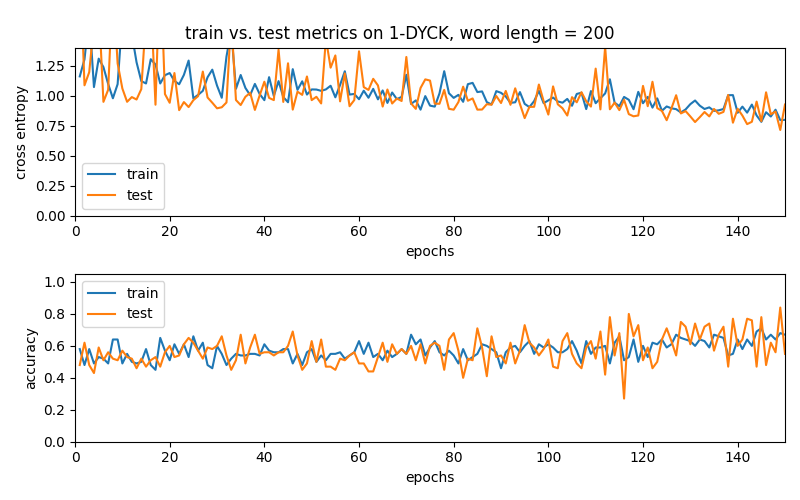 train vs. test metrics on 1-DYCK, word length = 200
cross entropy
1.25
1.00
0.75
0.50
0.25
0.00
train
test
0 20 40 60 80 100 120 140
epochs
accuracy
1.0
0.8
0.6
0.4
0.2
0.0
train
test
0 20 40 60 80 100 120 140
epochs